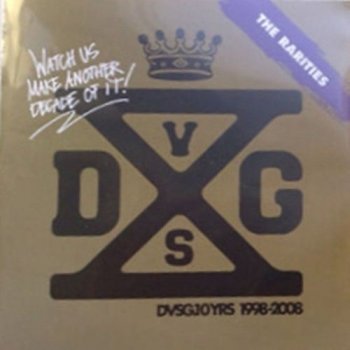 WATCH US
MAKE ANOTHER
DECADE OF IT!
THE RARITIES
V
D X G
S
DVSG10YRS 1998-2008